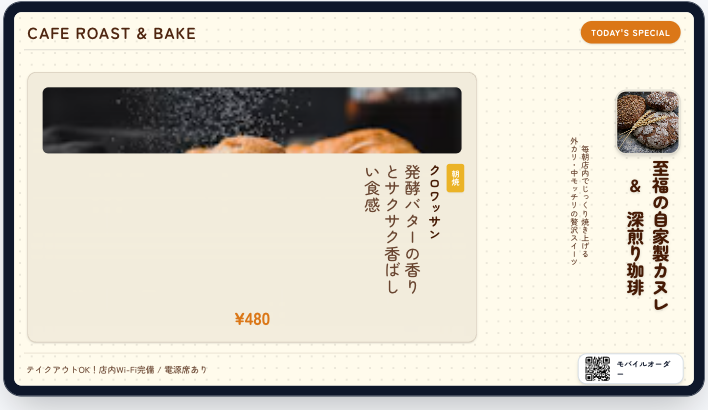 CAFE ROAST & BAKE
TODAY'S SPECIAL
至福の自家製カヌレ
& 深煎り珈琲
毎朝店内でじっくり焼き上げる
外カリ・中モッチリの贅沢スイーツ
朝焼
クロワッサン
発酵バターの香り
とサクサク香ばし
い食感
¥480
テイクアウトOK！店内Wi-Fi完備 / 電源席あり
モバイルオーダ
ー